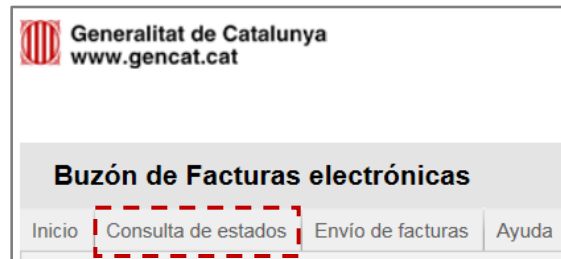 Generalitat de Catalunya
www.gencat.cat
Buzón de Facturas electrónicas
Inicio Consulta de estados Envío de facturas Ayuda